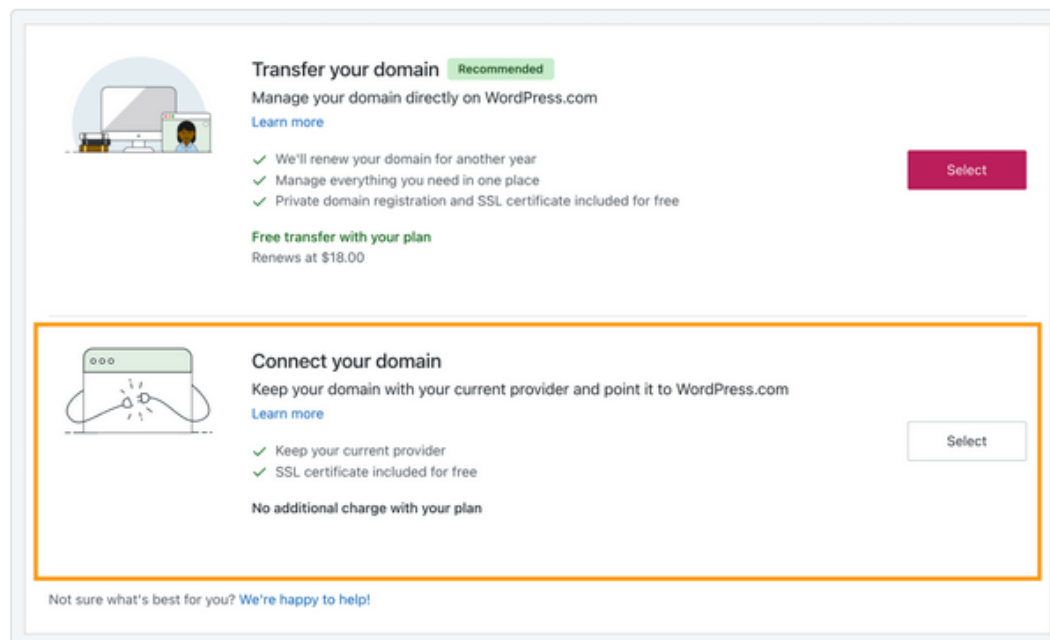 Transfer your domain Recommended
Manage your domain directly on WordPress.com
Learn more
We'll renew your domain for another year
Manage everything you need in one place
Private domain registration and SSL certificate included for free
Select
Free transfer with your plan
Renews at $18.00
Connect your domain
Keep your domain with your current provider and point it to WordPress.com
Learn more
Keep your current provider
SSL certificate included for free
Select
No additional charge with your plan
Not sure what's best for you? We're happy to help!